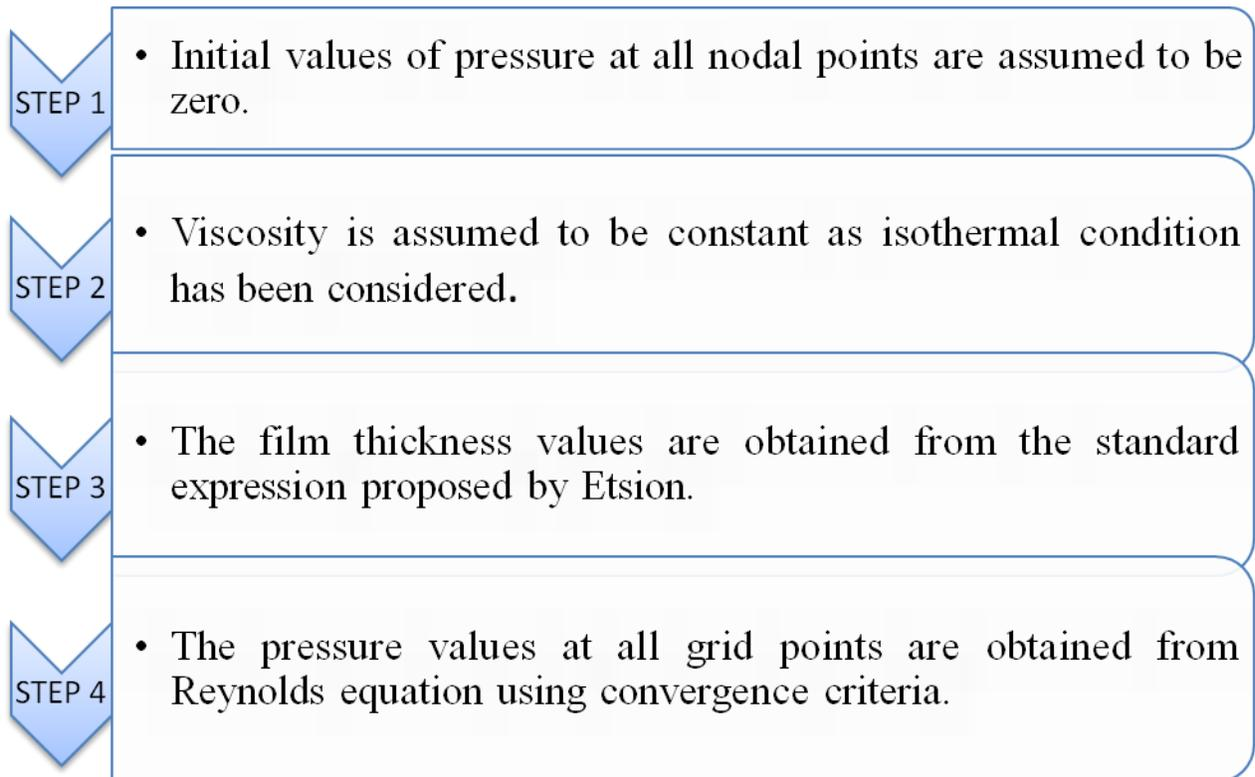 STEP 1
• Initial values of pressure at all nodal points are assumed to be
zero.
STEP 2
• Viscosity is assumed to be constant as isothermal condition
has been considered.
STEP 3
• The film thickness values are obtained from the standard
expression proposed by Etsion.
STEP 4
• The pressure values at all grid points are obtained from
Reynolds equation using convergence criteria.